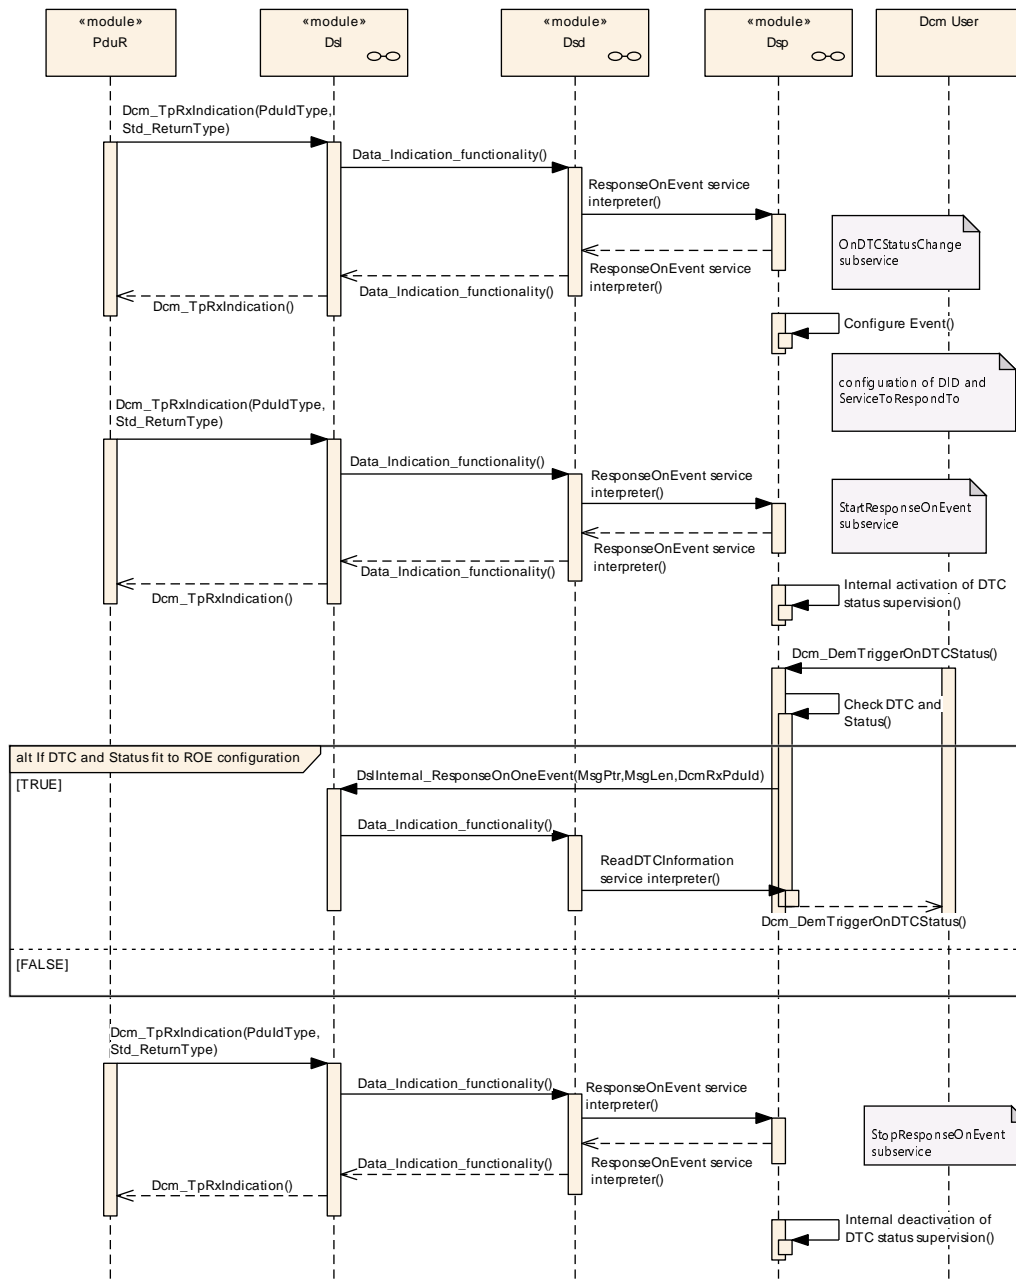 «module»
PduR
«module»
Dsl
«module»
Dsd
«module»
Dsp
Dcm User
Dcm_TpRxIndication(PduIdType,
Std_ReturnType)
Data_Indication_functionality()
ResponseOnEvent service
interpreter()
OnDTCStatusChange
subservice
ResponseOnEvent service
interpreter()
Data_Indication_functionality()
Dcm_TpRxIndication()
Configure Event()
configuration of DID and
ServiceToRespondTo
Dcm_TpRxIndication(PduIdType,
Std_ReturnType)
Data_Indication_functionality()
ResponseOnEvent service
interpreter()
StartResponseOnEvent
subservice
ResponseOnEvent service
interpreter()
Data_Indication_functionality()
Dcm_TpRxIndication()
Internal activation of DTC
status supervision()
Dcm_DemTriggerOnDTCStatus()
Check DTC and
Status()
alt If DTC and Status fit to ROE configuration
[TRUE]
DslInternal_ResponseOnOneEvent(MsgPtr,MsgLen,DcmRxPduId)
Data_Indication_functionality()
ReadDTCInformation
service interpreter()
Dcm_DemTriggerOnDTCStatus()
[FALSE]
Dcm_TpRxIndication(PduIdType,
Std_ReturnType)
Data_Indication_functionality()
ResponseOnEvent service
interpreter()
StopResponseOnEvent
subservice
ResponseOnEvent service
interpreter()
Data_Indication_functionality()
Dcm_TpRxIndication()
Internal deactivation of
DTC status supervision()